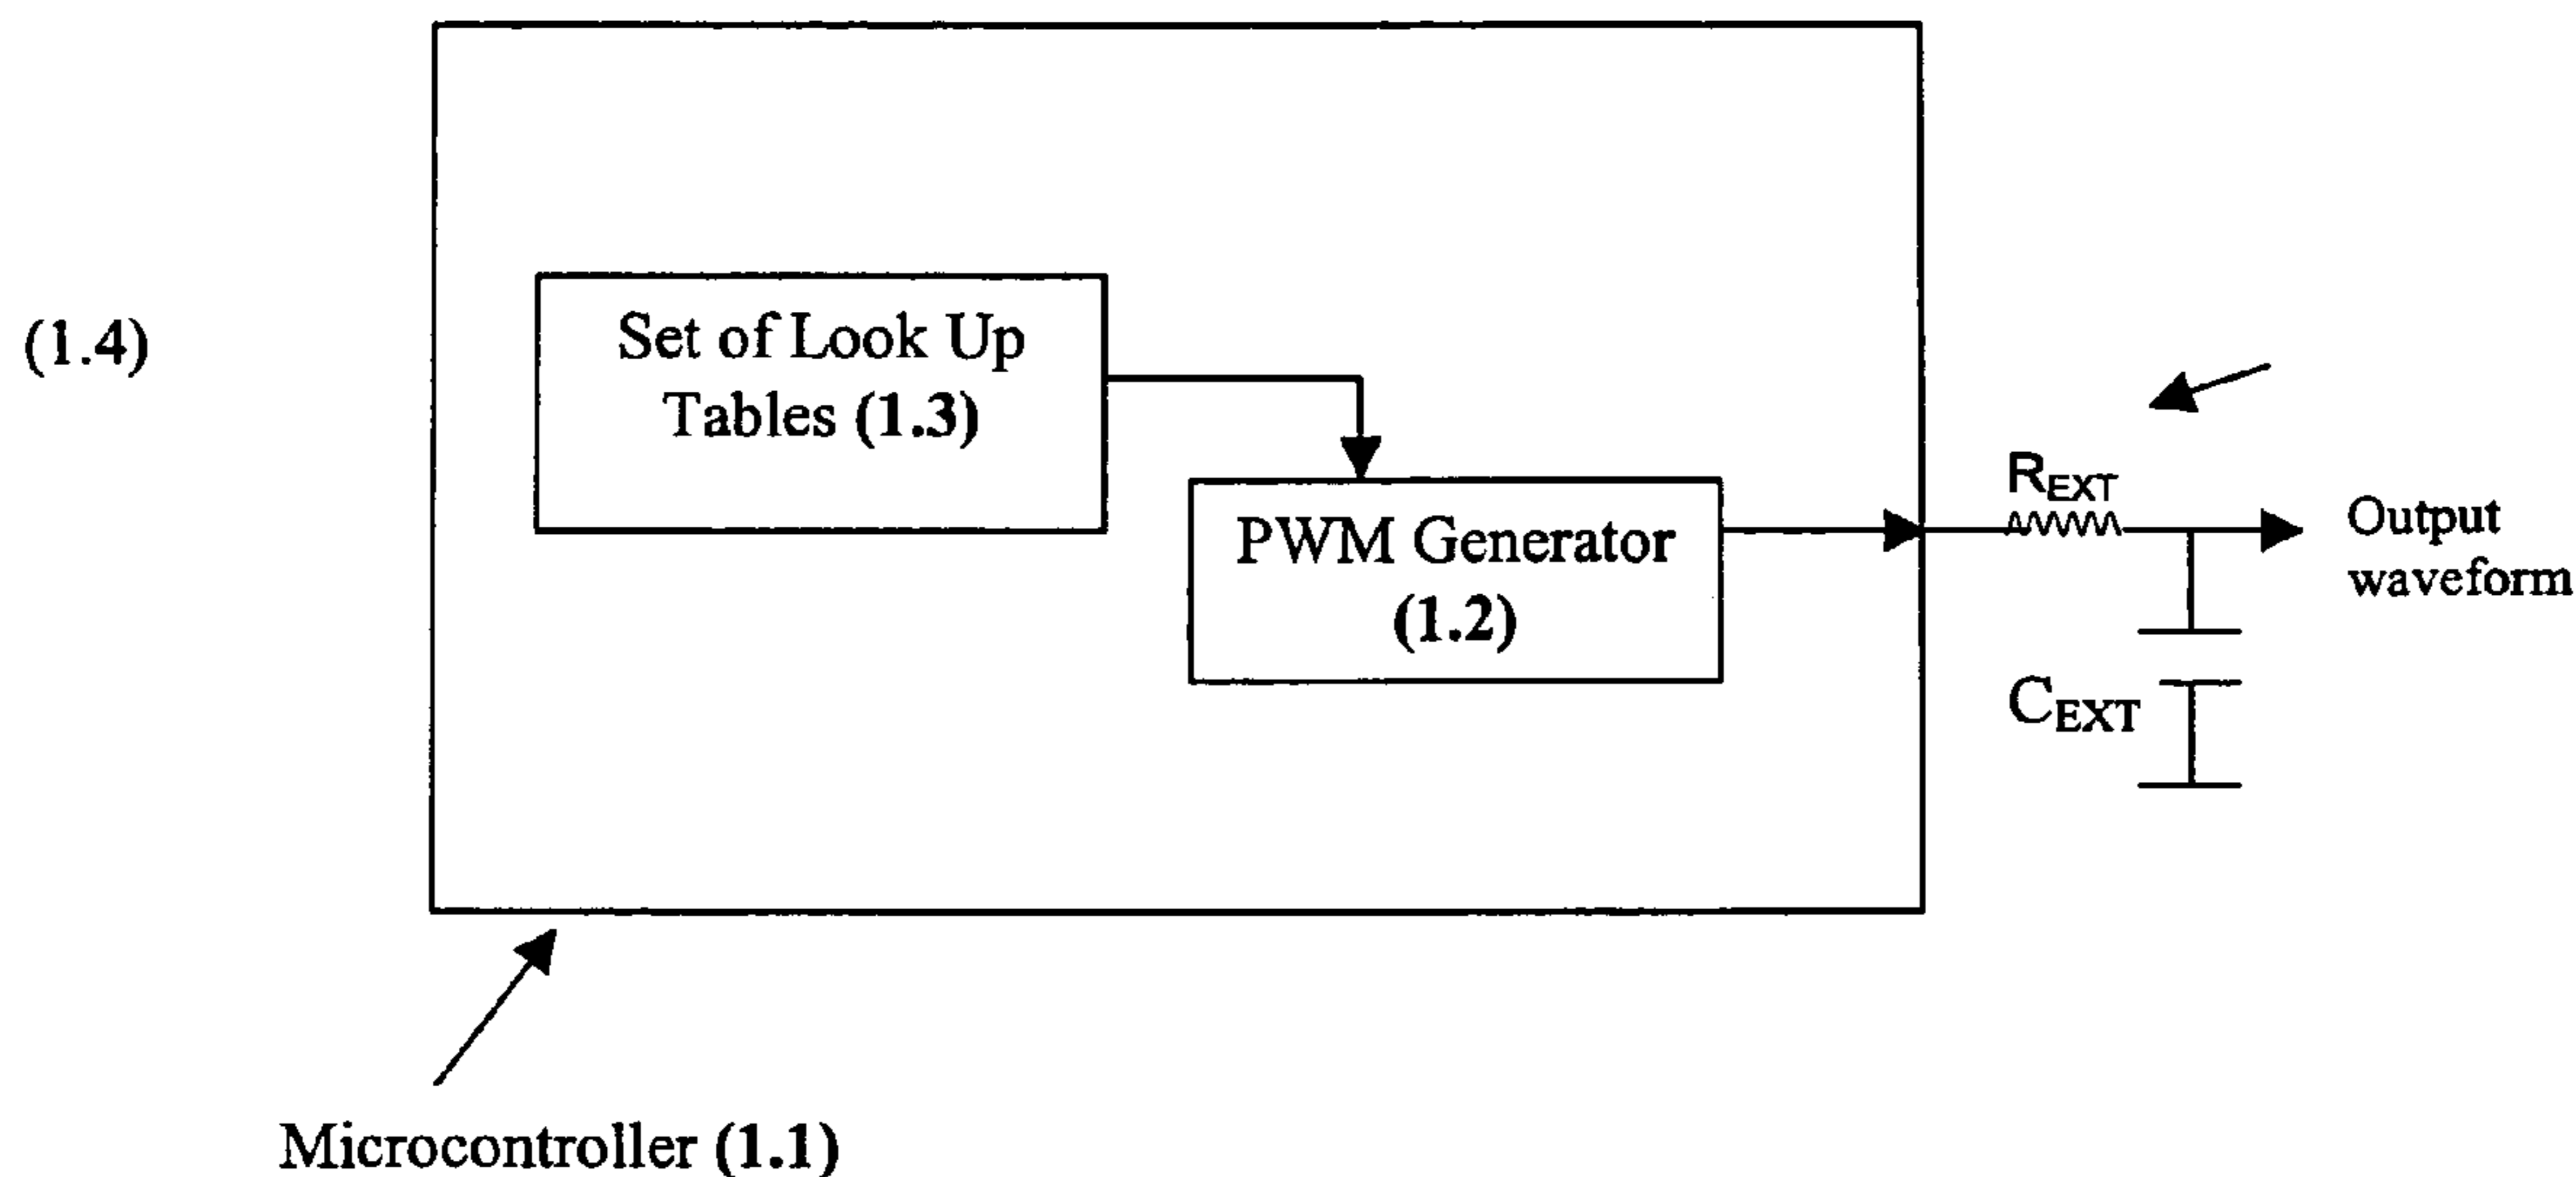 (1.4)
Set of Look Up
Tables (1.3)
PWM Generator
(1.2)
REXT
CEXT
Output
waveform
Microcontroller (1.1)